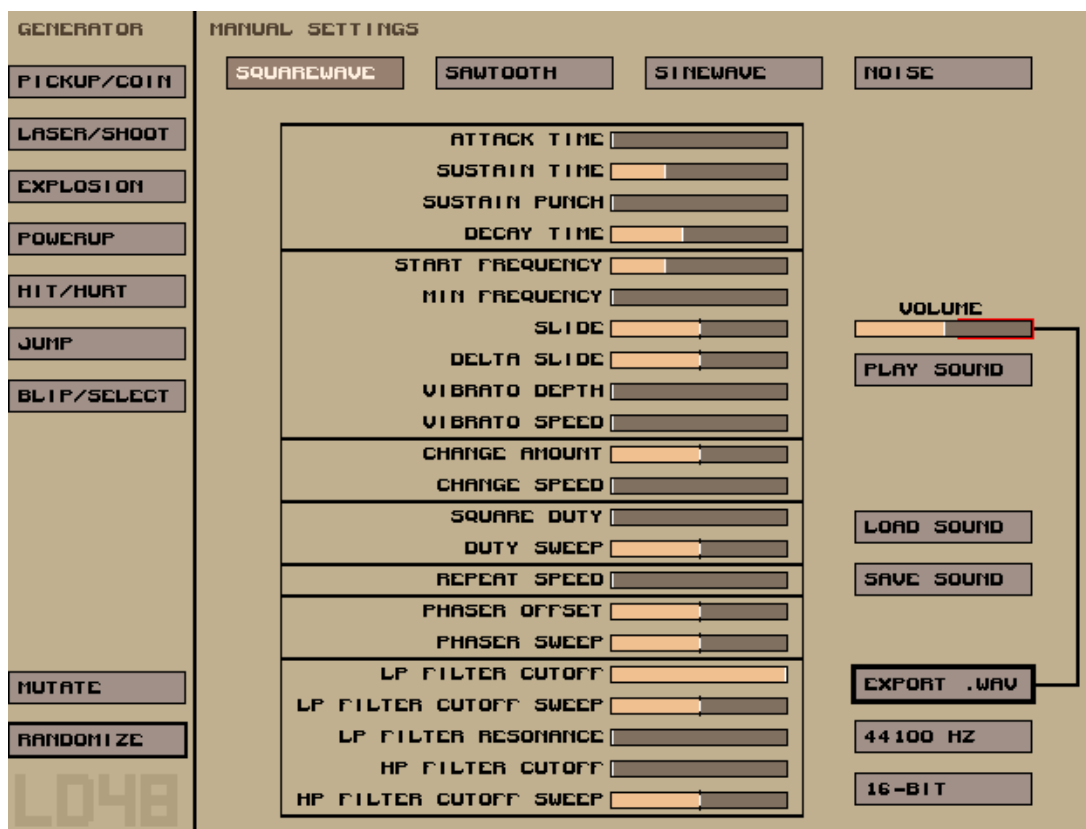 GENERATOR
PICKUP/COIN
LASER/SHOOT
EXPLOSION
POWERUP
HIT/HURT
JUMP
BLIP/SELECT
MUTATE
RANDOMIZE
LD48
MANUAL SETTINGS
SQUAREWAVE
SAWTOOTH
SINEWAVE
NOISE
ATTACK TIME
SUSTAIN TIME
SUSTAIN PUNCH
DECAY TIME
START FREQUENCY
MIN FREQUENCY
SLIDE
DELTA SLIDE
VIBRATO DEPTH
VIBRATO SPEED
CHANGE AMOUNT
CHANGE SPEED
SQUARE DUTY
DUTY SWEEP
REPEAT SPEED
PHASER OFFSET
PHASER SWEEP
LP FILTER CUTOFF
LP FILTER CUTOFF SWEEP
LP FILTER RESONANCE
HP FILTER CUTOFF
HP FILTER CUTOFF SWEEP
VOLUME
PLAY SOUND
LOAD SOUND
SAVE SOUND
EXPORT .WAV
44100 HZ
16-BIT